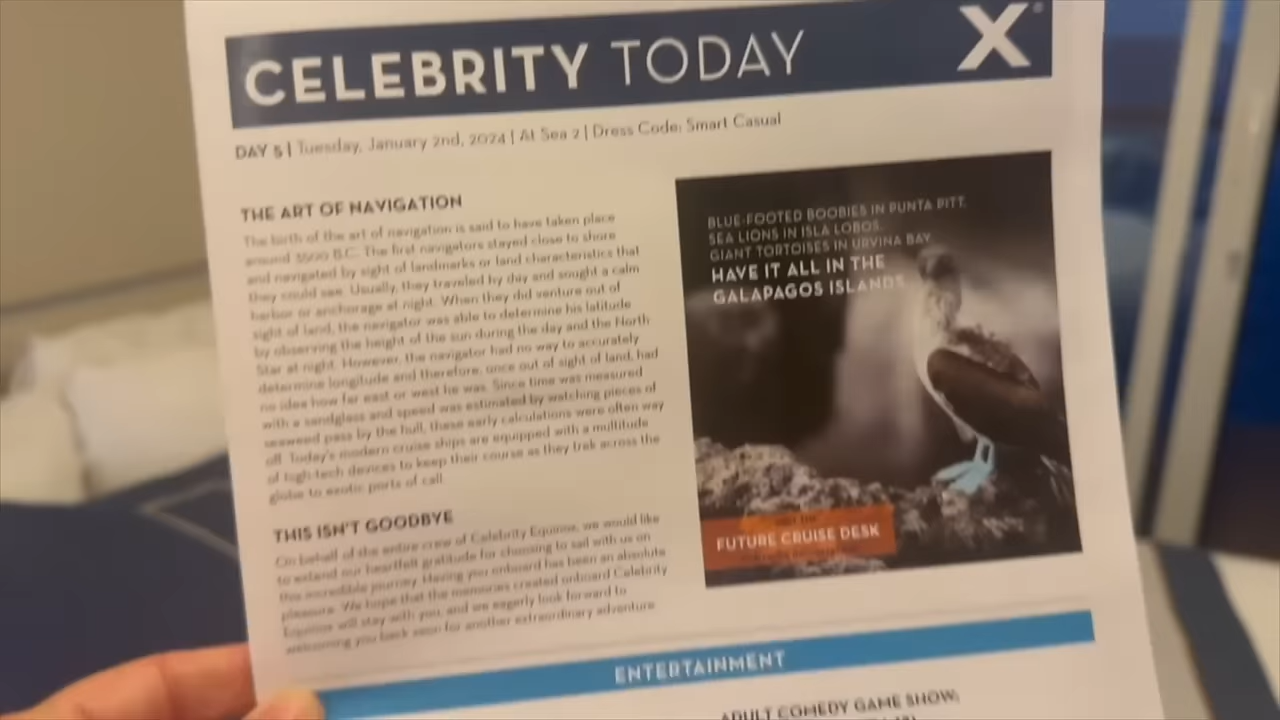 CELEBRITY TODAY
X
DAY 5 | Tuesday, January 2nd, 2024 | At Sea 2 | Dress Code: Smart Casual
THE ART OF NAVIGATION
The birth of the art of navigation is said to have taken place
around 3500 B.C. The first navigators stayed close to shore
and navigated by sight of landmarks or land characteristics that
they could see. Usually, they traveled by day and sought a calm
harbor or anchorage at night. When they did venture out of
sight of land, the navigator was able to determine his latitude
by observing the height of the sun during the day and the North
Star at night. However, the navigator had no way to accurately
determine longitude and therefore, once out of sight of land, had
no idea how far east or west he was. Since time was measured
with a sandglass and speed was estimated by watching pieces of
seaweed pass by the hull, these early calculations were often way
off. Today's modern cruise ships are equipped with a multitude
of high-tech devices to keep their course as they trek across the
globe to exotic ports of call.
THIS ISN'T GOODBYE
On behalf of the entire crew of Celebrity Equinox, we would like
to extend our heartfelt gratitude for choosing to sail with us on
this incredible journey. Having you onboard has been an absolute
pleasure. We hope that the memories created onboard Celebrity
Equinox will stay with you, and we eagerly look forward to
welcoming you back soon for another extraordinary adventure
BLUE-FOOTED BOOBIES IN PUNTA PITT.
SEA LIONS IN ISLA LOBOS.
GIANT TORTOISES IN URVINA BAY.
HAVE IT ALL IN THE
GALAPAGOS ISLANDS
FUTURE CRUISE DESK
ENTERTAINMENT
ADULT COMEDY GAME SHOW: